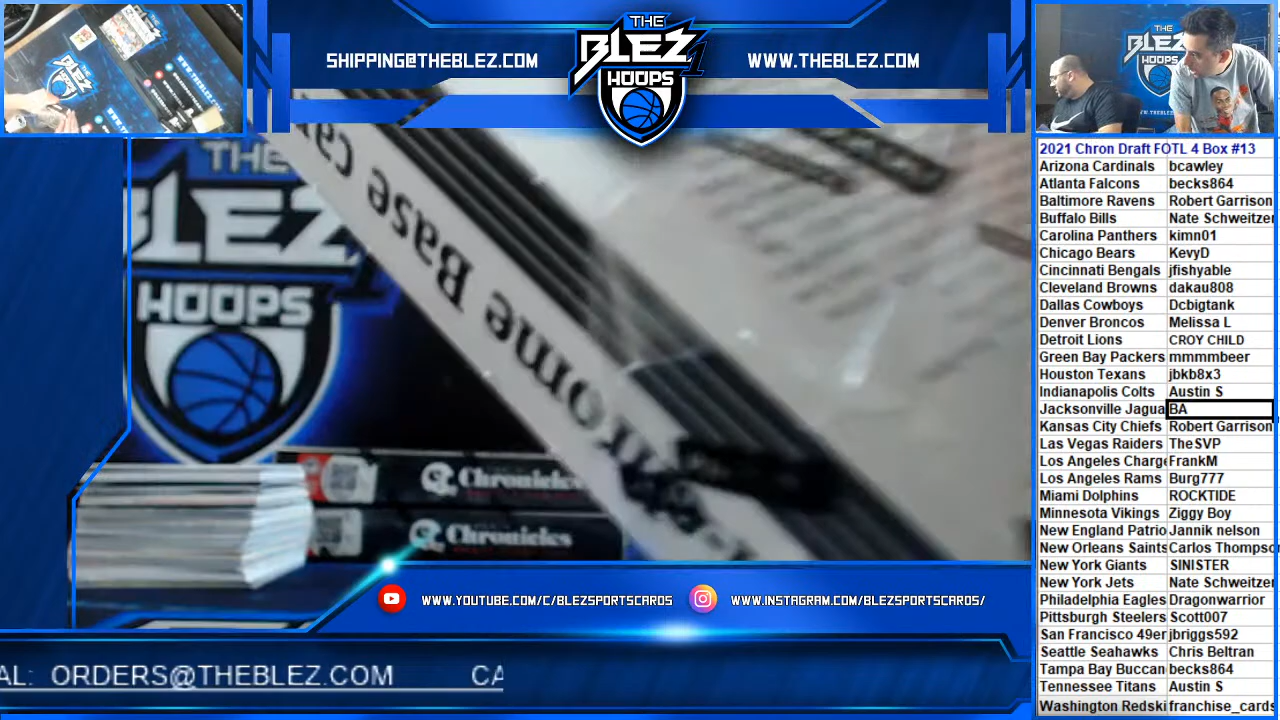 SHIPPING@THEBLEZ.COM
THE
BLEZ
HOOPS
WWW.THEBLEZ.COM
THE
BLEZ
HOOPS
Base
Chronicles
Chronicles
WWW.YOUTUBE.COM/C/BLEZSPORTSCARDS
WWW.INSTAGRAM.COM/BLEZSPORTSCARDS/
AL: ORDERS@THEBLEZ.COM CA
2021 Chron Draft FOTL 4 Box #13
Arizona Cardinals bcawley
Atlanta Falcons becks864
Baltimore Ravens Robert Garrison
Buffalo Bills Nate Schweitzer
Carolina Panthers kimn01
Chicago Bears KevyD
Cincinnati Bengals jfishyable
Cleveland Browns dakau808
Dallas Cowboys Dcbigtank
Denver Broncos Melissa L
Detroit Lions CROY CHILD
Green Bay Packers mmmmbeer
Houston Texans jbkb8x3
Indianapolis Colts Austin S
Jacksonville Jagua BA
Kansas City Chiefs Robert Garrison
Las Vegas Raiders TheSVP
Los Angeles Charge FrankM
Los Angeles Rams Burg777
Miami Dolphins ROCKTIDE
Minnesota Vikings Ziggy Boy
New England Patrio Jannik nelson
New Orleans Saints Carlos Thompso
New York Giants SINISTER
New York Jets Nate Schweitzer
Philadelphia Eagles Dragonwarrior
Pittsburgh Steelers Scott007
San Francisco 49er jbriggs592
Seattle Seahawks Chris Beltran
Tampa Bay Buccan becks864
Tennessee Titans Austin S
Washington Redski franchise_cards